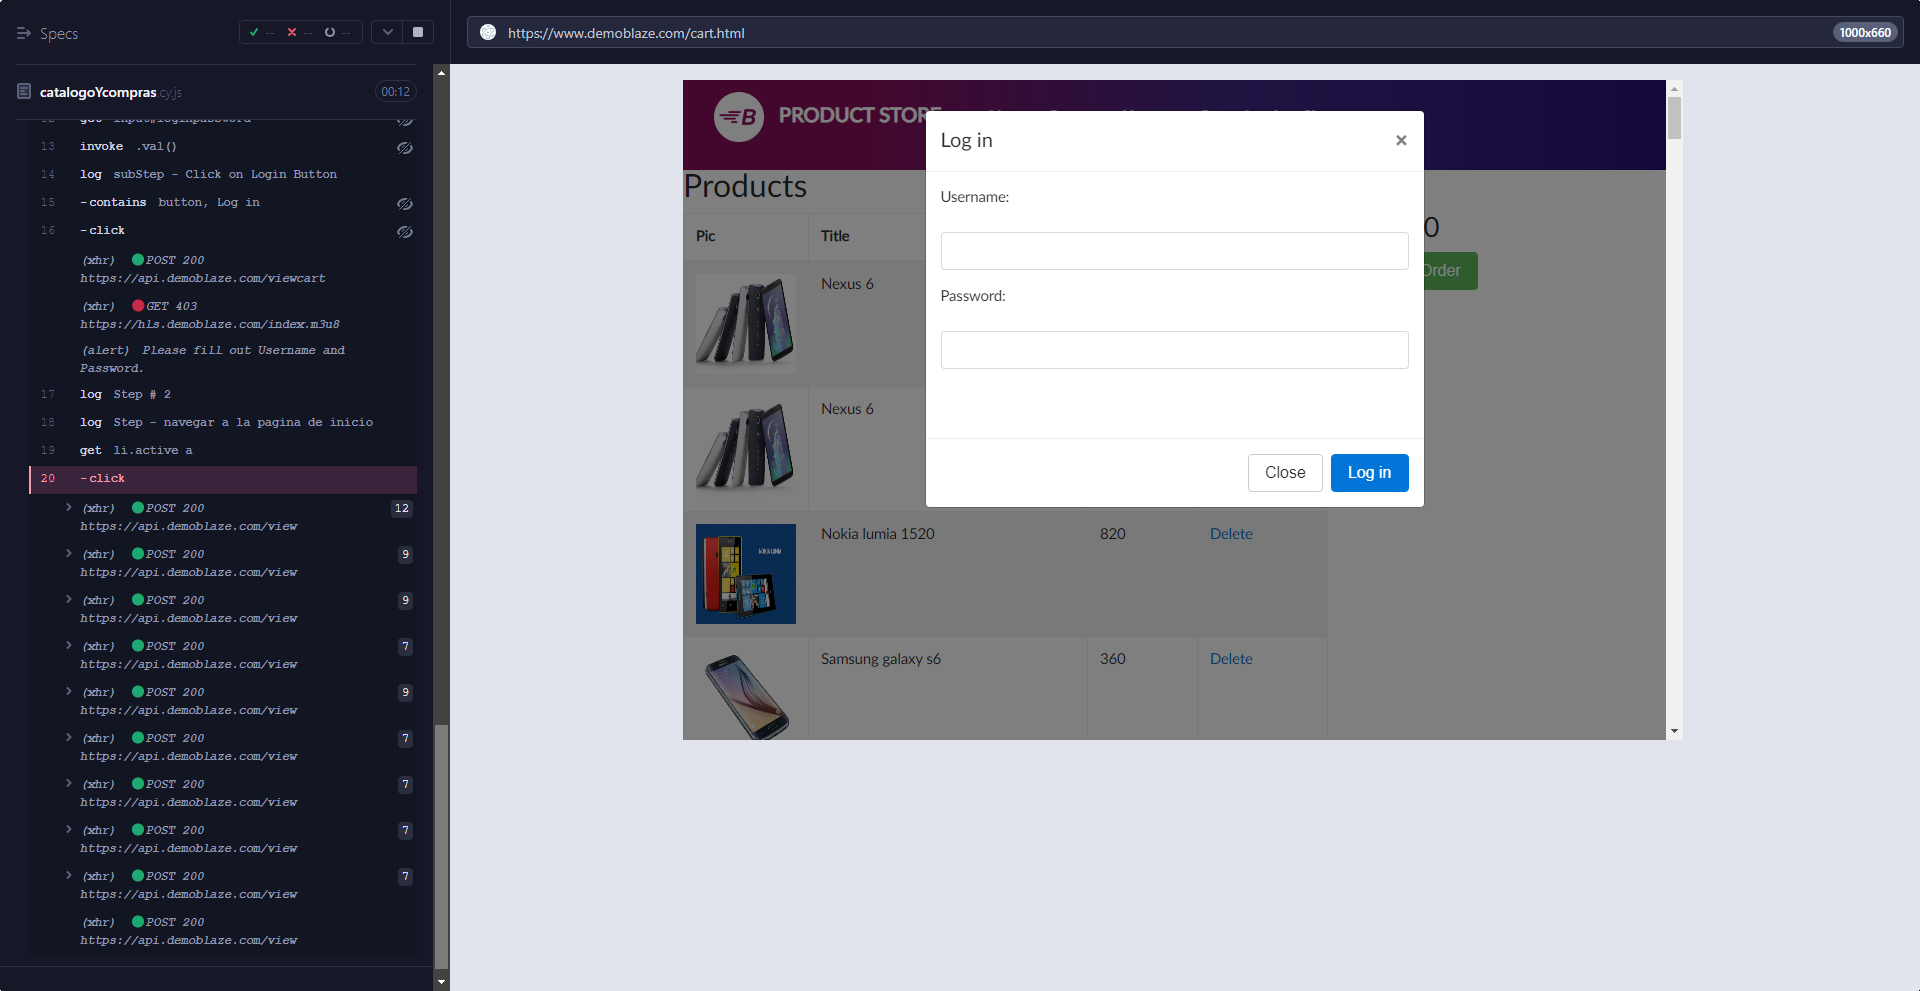 Specs
--
--
--
https://www.demoblaze.com/cart.html
1000x660
catalogoYcompras cy.js
00:12
13 invoke .val()
14 log subStep - Click on Login Button
15 -contains button, Log in
16 -click
(xhr) POST 200
https://api.demoblaze.com/viewcart
(xhr) GET 403
https://hls.demoblaze.com/index.m3u8
(alert) Please fill out Username and
Password.
17 log Step # 2
18 log Step - navegar a la pagina de inicio
19 get li.active a
20 -click
(xhr) POST 200 12
https://api.demoblaze.com/view
(xhr) POST 200 9
https://api.demoblaze.com/view
(xhr) POST 200 9
https://api.demoblaze.com/view
(xhr) POST 200 7
https://api.demoblaze.com/view
(xhr) POST 200 9
https://api.demoblaze.com/view
(xhr) POST 200 7
https://api.demoblaze.com/view
(xhr) POST 200 7
https://api.demoblaze.com/view
(xhr) POST 200 7
https://api.demoblaze.com/view
(xhr) POST 200 7
https://api.demoblaze.com/view
(xhr) POST 200
https://api.demoblaze.com/view
PRODUCT STORE
Products
Pic Title
Nexus 6
Nexus 6
Nokia lumia 1520 820 Delete
Samsung galaxy s6 360 Delete
0
Order
Log in ×
Username:
Password:
Close Log in